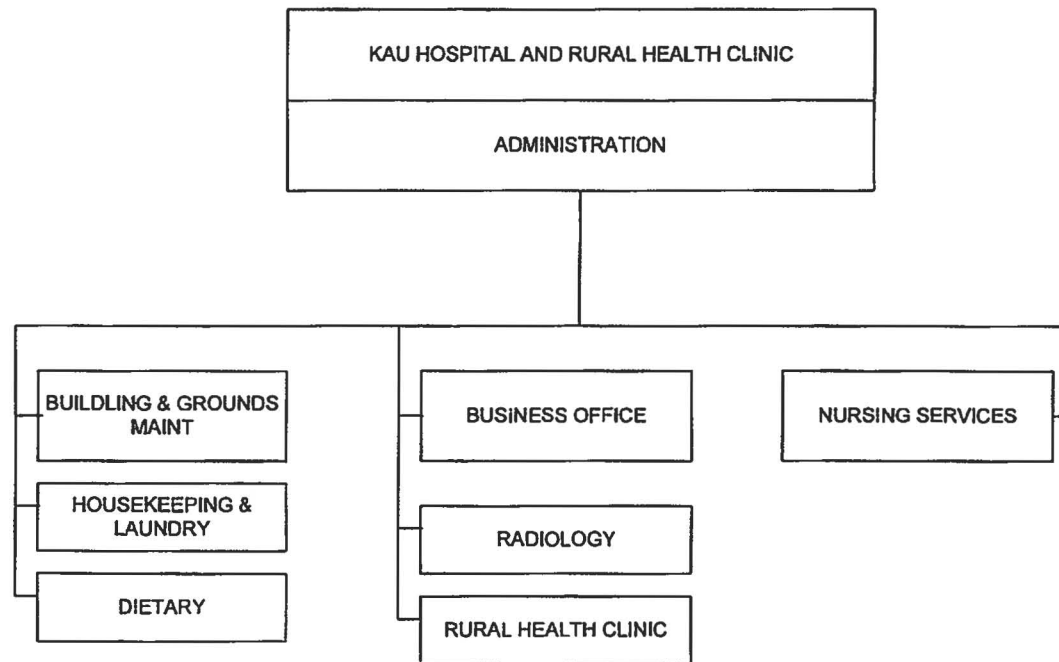 KAU HOSPITAL AND RURAL HEALTH CLINIC
ADMINISTRATION
BUILDLING & GROUNDS
MAINT
BUSINESS OFFICE
NURSING SERVICES
HOUSEKEEPING &
LAUNDRY
RADIOLOGY
DIETARY
RURAL HEALTH CLINIC